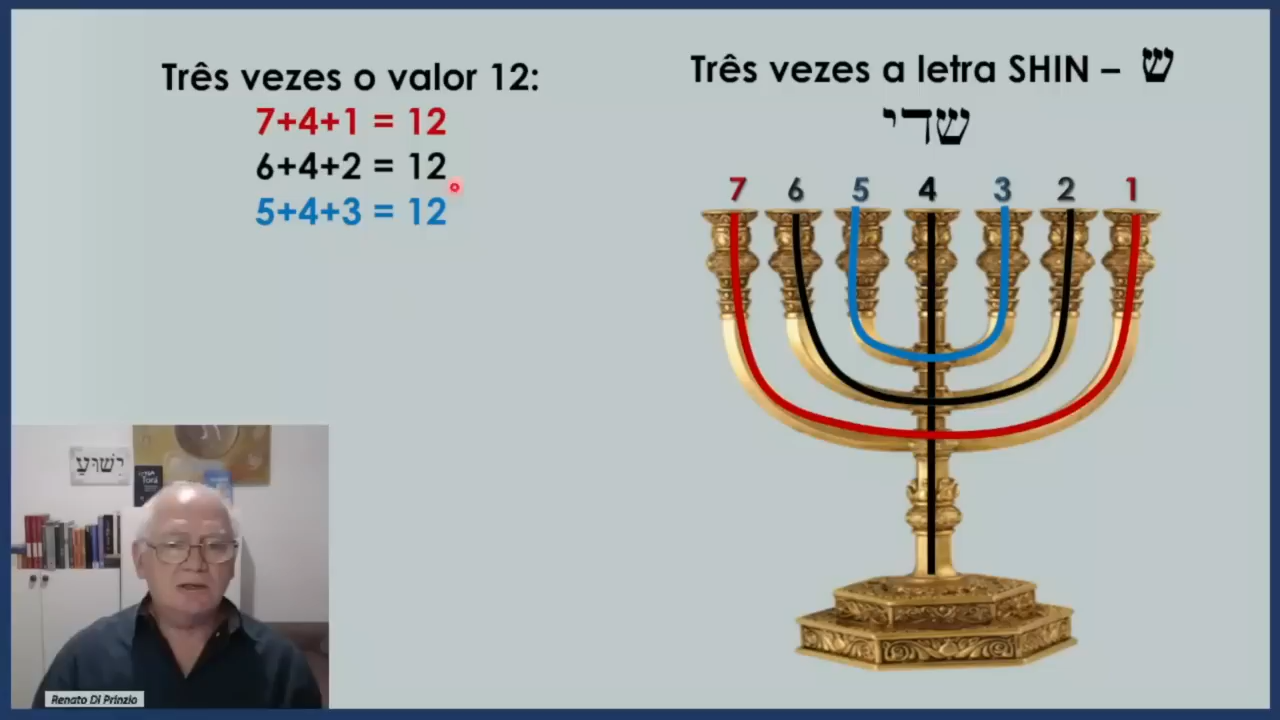 Três vezes o valor 12:
7+4+1 = 12
6+4+2 = 12
5+4+3 = 12
Três vezes a letra SHIN – ש
שדי
7 6 5 4 3 2 1
יֵשׁוּעַ
Torá
Renato Di Prinzio